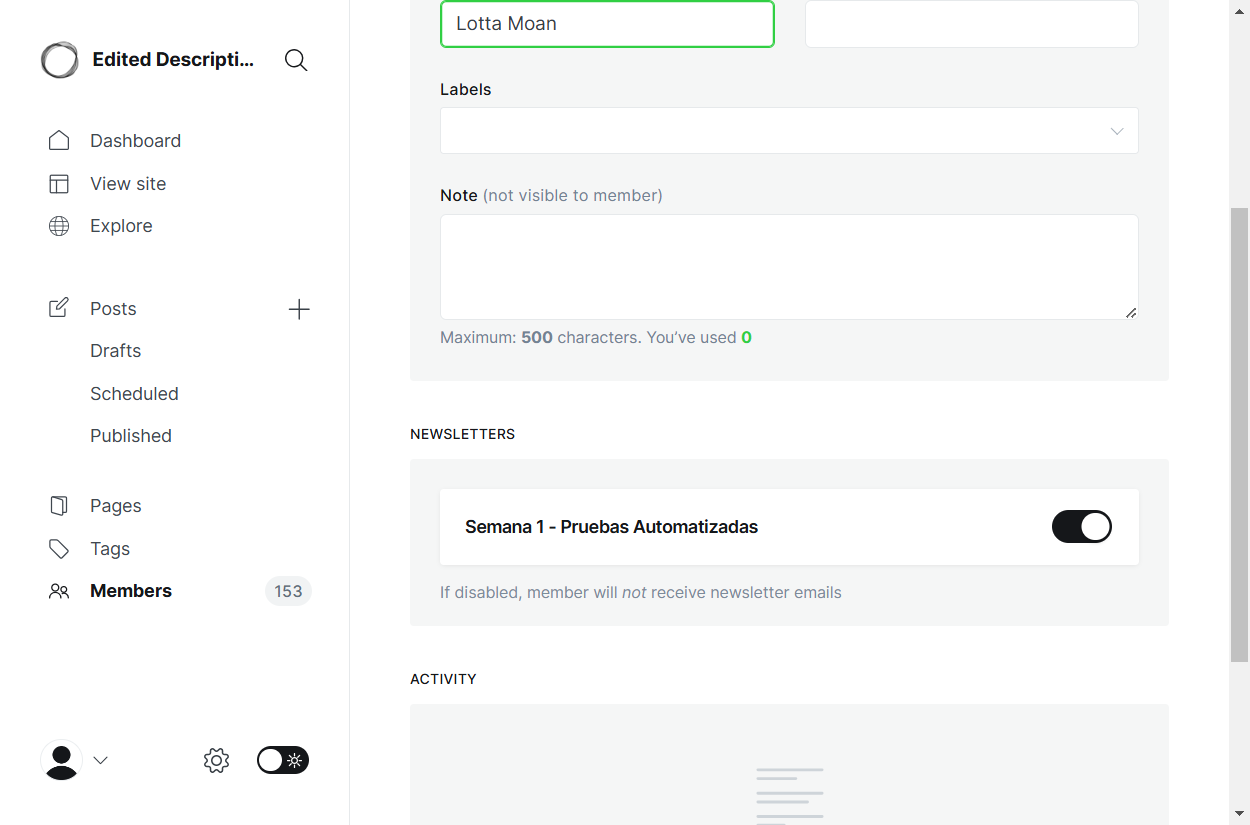 Edited Descripti...
Dashboard
View site
Explore
Posts
Drafts
Scheduled
Published
Pages
Tags
Members 153
Lotta Moan
Labels
Note (not visible to member)
Maximum: 500 characters. You’ve used 0
NEWSLETTERS
Semana 1 - Pruebas Automatizadas
If disabled, member will not receive newsletter emails
ACTIVITY